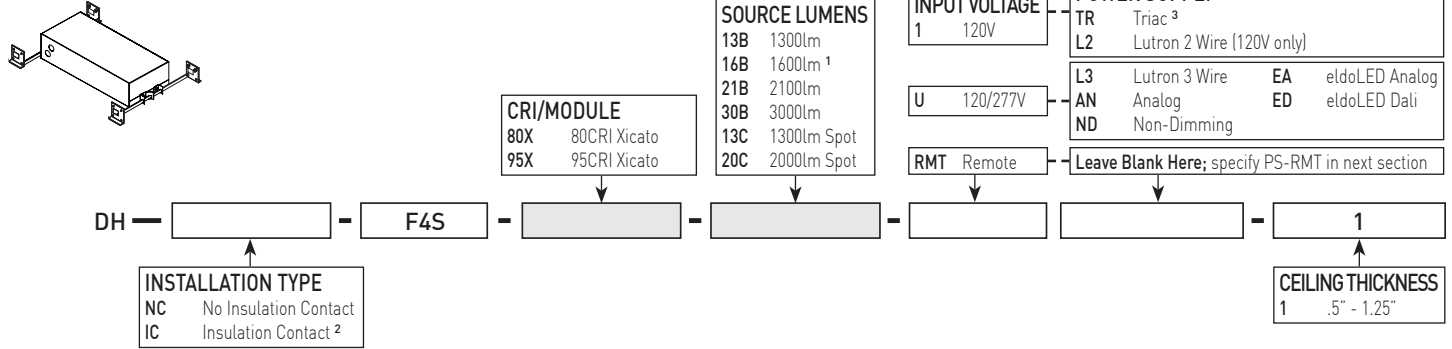 SOURCE LUMENS
13B 1300lm
16B 1600lm ¹
21B 2100lm
30B 3000lm
13C 1300lm Spot
20C 2000lm Spot
INPUT VOLTAGE
1 120V
POWER SUPPLY
TR Triac ³
L2 Lutron 2 Wire (120V only)
U 120/277V
L3 Lutron 3 Wire EA eldoLED Analog
AN Analog ED eldoLED Dali
ND Non-Dimming
CRI/MODULE
80X 80CRI Xicato
95X 95CRI Xicato
RMT Remote
Leave Blank Here; specify PS-RMT in next section
DH — - F4S - - - - 1
INSTALLATION TYPE
NC No Insulation Contact
IC Insulation Contact ²
CEILING THICKNESS
1 .5" - 1.25"